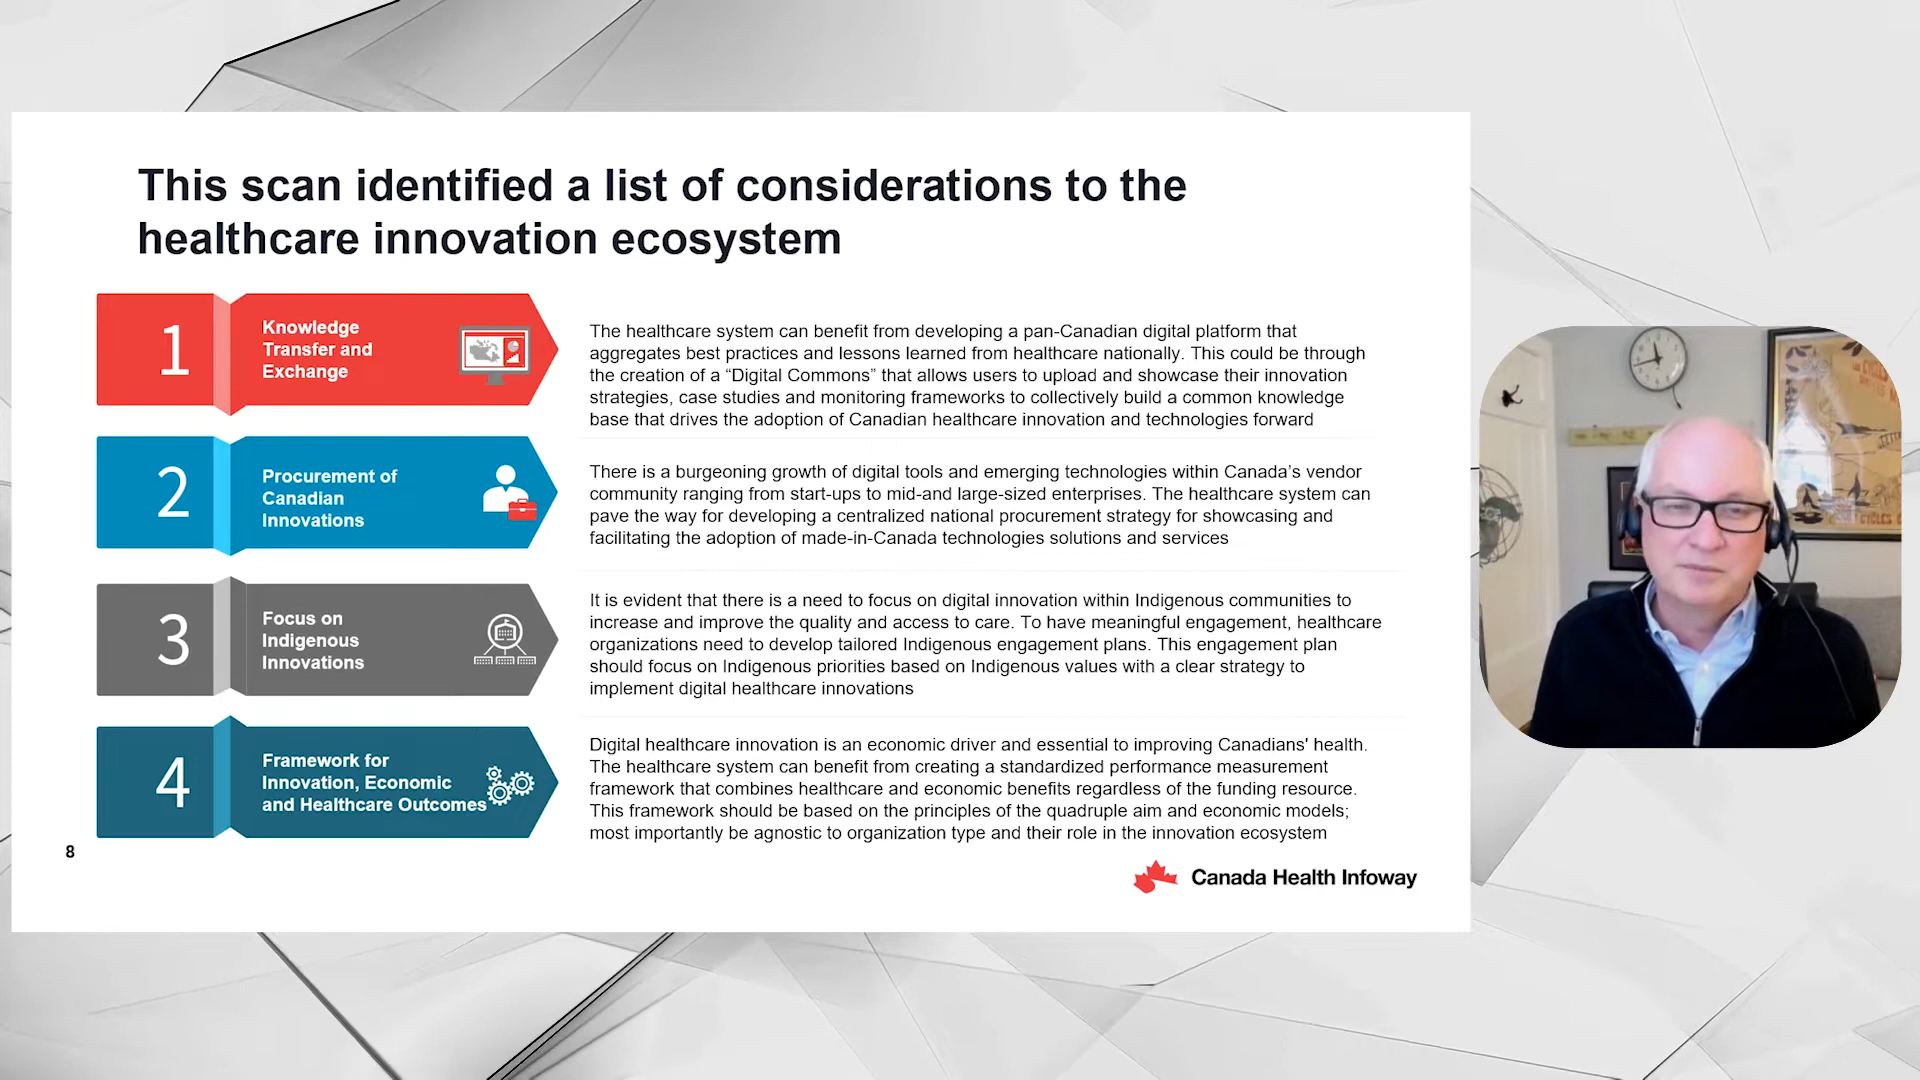 This scan identified a list of considerations to the
healthcare innovation ecosystem
1
Knowledge
Transfer and
Exchange
The healthcare system can benefit from developing a pan-Canadian digital platform that
aggregates best practices and lessons learned from healthcare nationally. This could be through
the creation of a “Digital Commons” that allows users to upload and showcase their innovation
strategies, case studies and monitoring frameworks to collectively build a common knowledge
base that drives the adoption of Canadian healthcare innovation and technologies forward
2
Procurement of
Canadian
Innovations
There is a burgeoning growth of digital tools and emerging technologies within Canada’s vendor
community ranging from start-ups to mid-and large-sized enterprises. The healthcare system can
pave the way for developing a centralized national procurement strategy for showcasing and
facilitating the adoption of made-in-Canada technologies solutions and services
3
Focus on
Indigenous
Innovations
It is evident that there is a need to focus on digital innovation within Indigenous communities to
increase and improve the quality and access to care. To have meaningful engagement, healthcare
organizations need to develop tailored Indigenous engagement plans. This engagement plan
should focus on Indigenous priorities based on Indigenous values with a clear strategy to
implement digital healthcare innovations
4
Framework for
Innovation, Economic
and Healthcare Outcomes
Digital healthcare innovation is an economic driver and essential to improving Canadians' health.
The healthcare system can benefit from creating a standardized performance measurement
framework that combines healthcare and economic benefits regardless of the funding resource.
This framework should be based on the principles of the quadruple aim and economic models;
most importantly be agnostic to organization type and their role in the innovation ecosystem
8
Canada Health Infoway